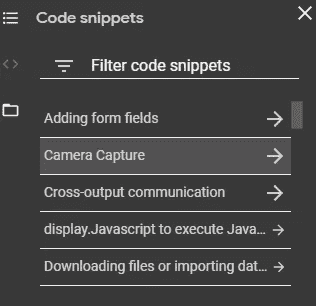 Code snippets
Filter code snippets
Adding form fields
Camera Capture
Cross-output communication
display.Javascript to execute Java...
Downloading files or importing dat...